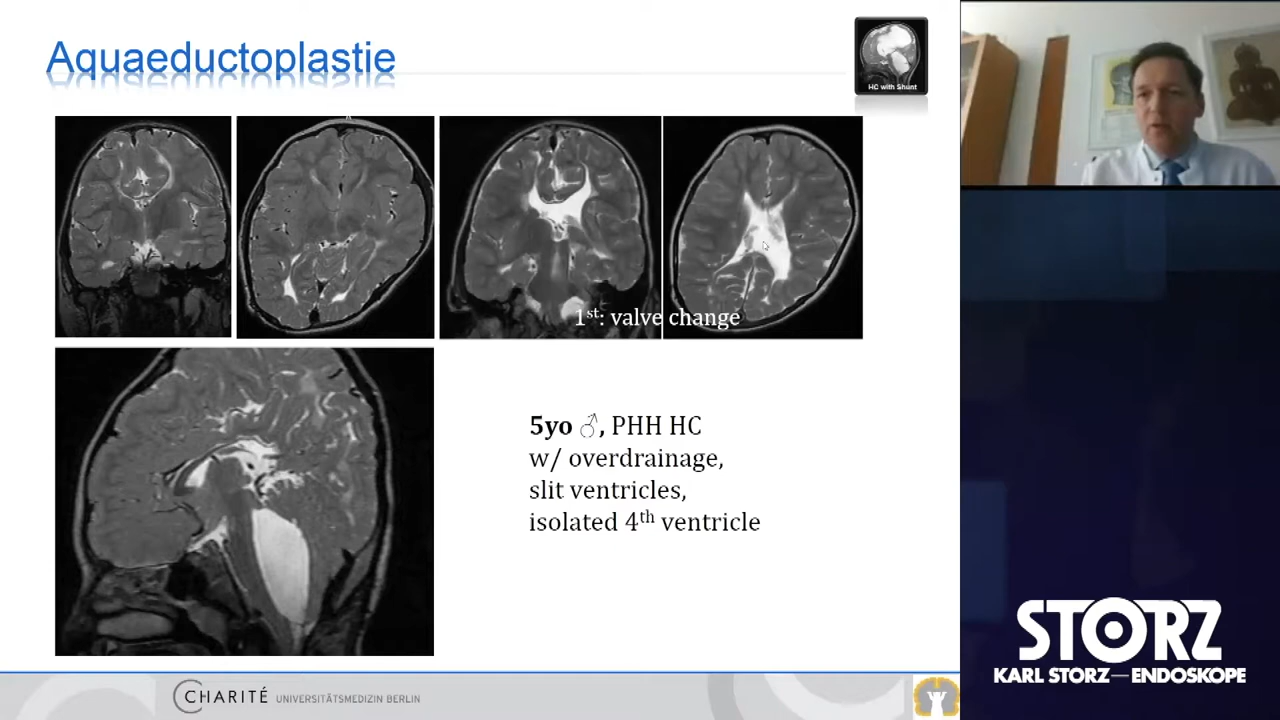 Aquaeductoplastie
HC with Shunt
1st: valve change
5yo ♂, PHH HC
w/ overdrainage,
slit ventricles,
isolated 4th ventricle
CHARITÉ UNIVERSITÄTSMEDIZIN BERLIN
STORZ
KARL STORZ—ENDOSKOPE